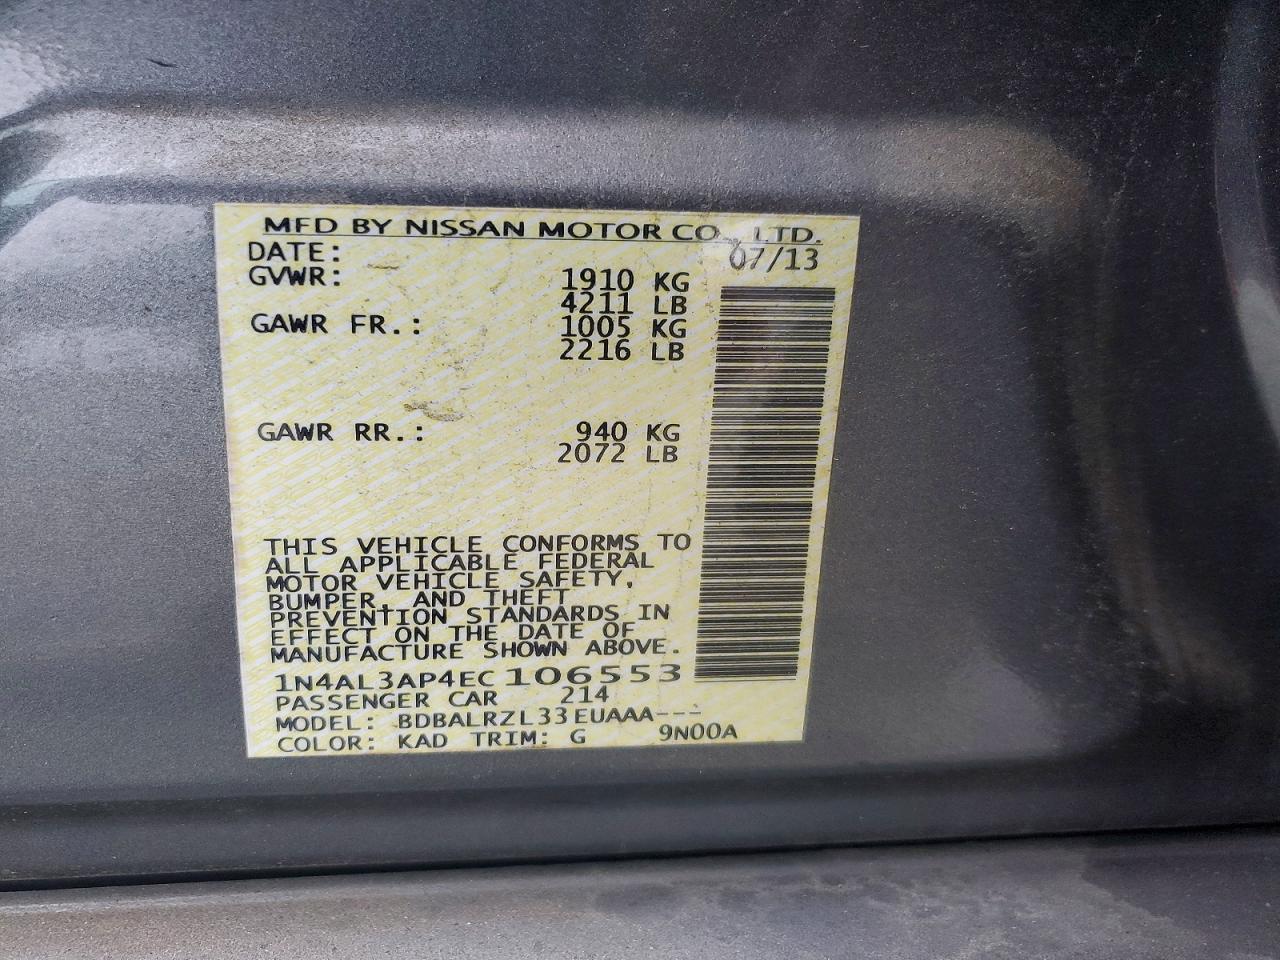 MFD BY NISSAN MOTOR CO., LTD.
DATE: 07/13
GVWR: 1910 KG
4211 LB
GAWR FR.: 1005 KG
2216 LB
GAWR RR.: 940 KG
2072 LB
THIS VEHICLE CONFORMS TO
ALL APPLICABLE FEDERAL
MOTOR VEHICLE SAFETY,
BUMPER, AND THEFT
PREVENTION STANDARDS IN
EFFECT ON THE DATE OF
MANUFACTURE SHOWN ABOVE.
1N4AL3AP4EC106553
PASSENGER CAR 214
MODEL: BDBALRZL33EUAAA---
COLOR: KAD TRIM: G 9N00A